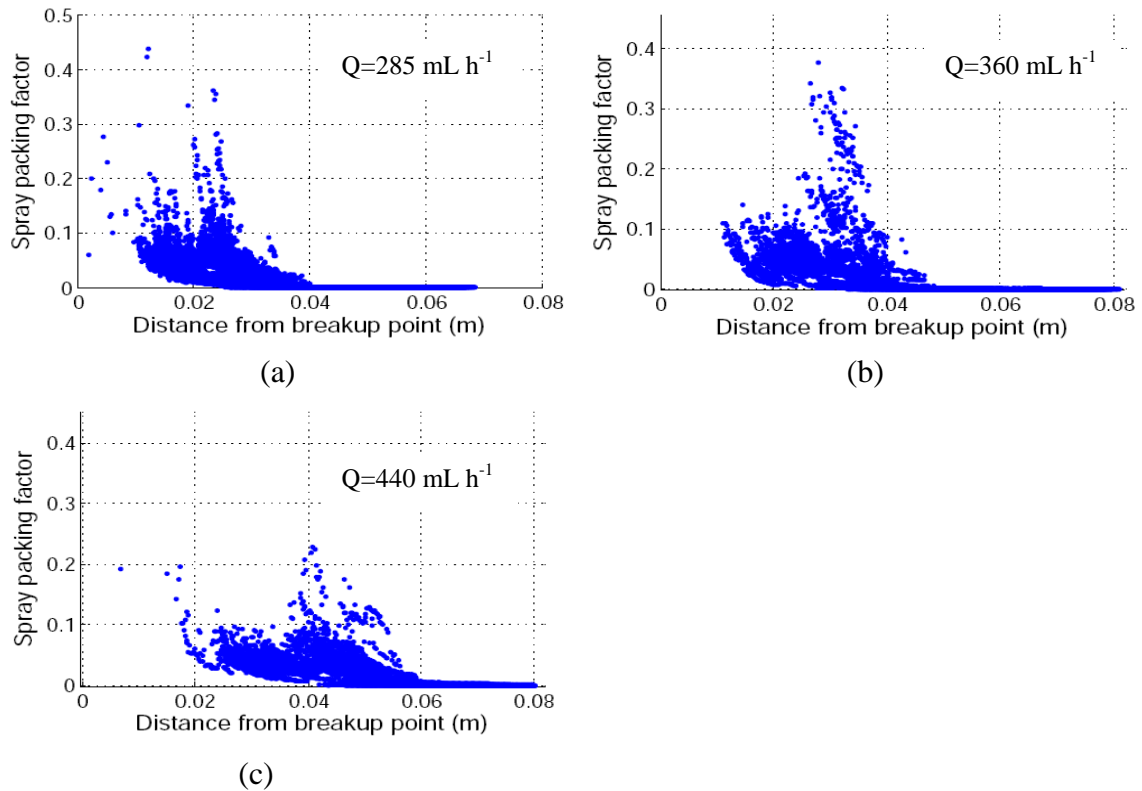 0.5
0.4
0.3
0.2
0.1
0
Spray packing factor
Q=285 mL h⁻¹
0 0.02 0.04 0.06 0.08
Distance from breakup point (m)
(a)
0.4
0.3
0.2
0.1
0
Spray packing factor
Q=360 mL h⁻¹
0 0.02 0.04 0.06 0.08
Distance from breakup point (m)
(b)
0.4
0.3
0.2
0.1
0
Spray packing factor
Q=440 mL h⁻¹
0 0.02 0.04 0.06 0.08
Distance from breakup point (m)
(c)